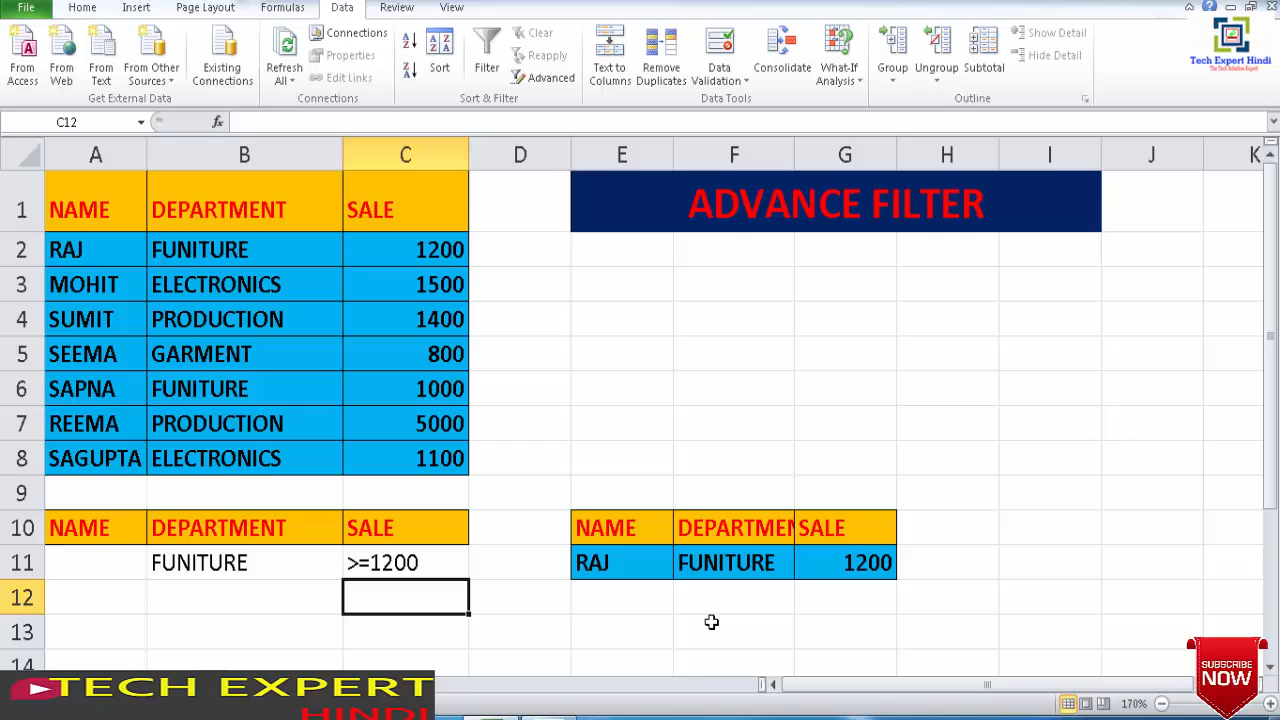 File Home Insert Page Layout Formulas Data Review View
From Access
From Web
From Text
From Other Sources
Existing Connections
Get External Data
Refresh All
Connections
Properties
Edit Links
Connections
Sort
Filter
Clear
Reapply
Advanced
Sort & Filter
Text to Columns
Remove Duplicates
Data Validation
Consolidate
What-If Analysis
Data Tools
Group
Ungroup
Subtotal
Show Detail
Hide Detail
Outline
Tech Expert Hindi
The Tech Solution Expert
C12 fx
A B C D E F G H I J K
1 NAME DEPARTMENT SALE ADVANCE FILTER
2 RAJ FUNITURE 1200
3 MOHIT ELECTRONICS 1500
4 SUMIT PRODUCTION 1400
5 SEEMA GARMENT 800
6 SAPNA FUNITURE 1000
7 REEMA PRODUCTION 5000
8 SAGUPTA ELECTRONICS 1100
9
10 NAME DEPARTMENT SALE NAME DEPARTMEN SALE
11 FUNITURE >=1200 RAJ FUNITURE 1200
12
13
14
TECH EXPERT
HINDI
SUBSCRIBE
NOW
170%